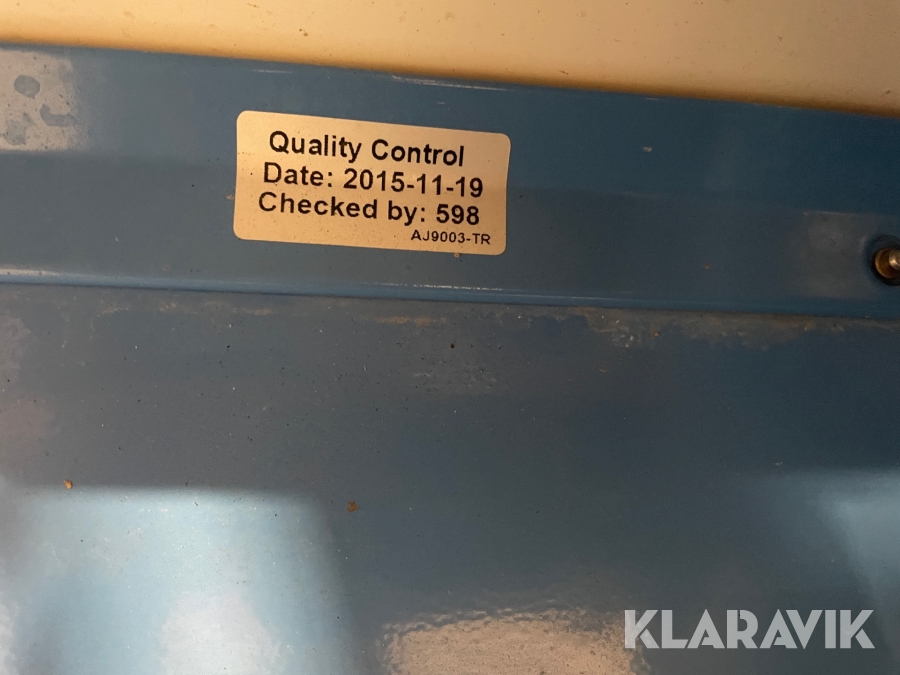 Quality Control
Date: 2015-11-19
Checked by: 598
AJ9003-TR
KLARAVIK